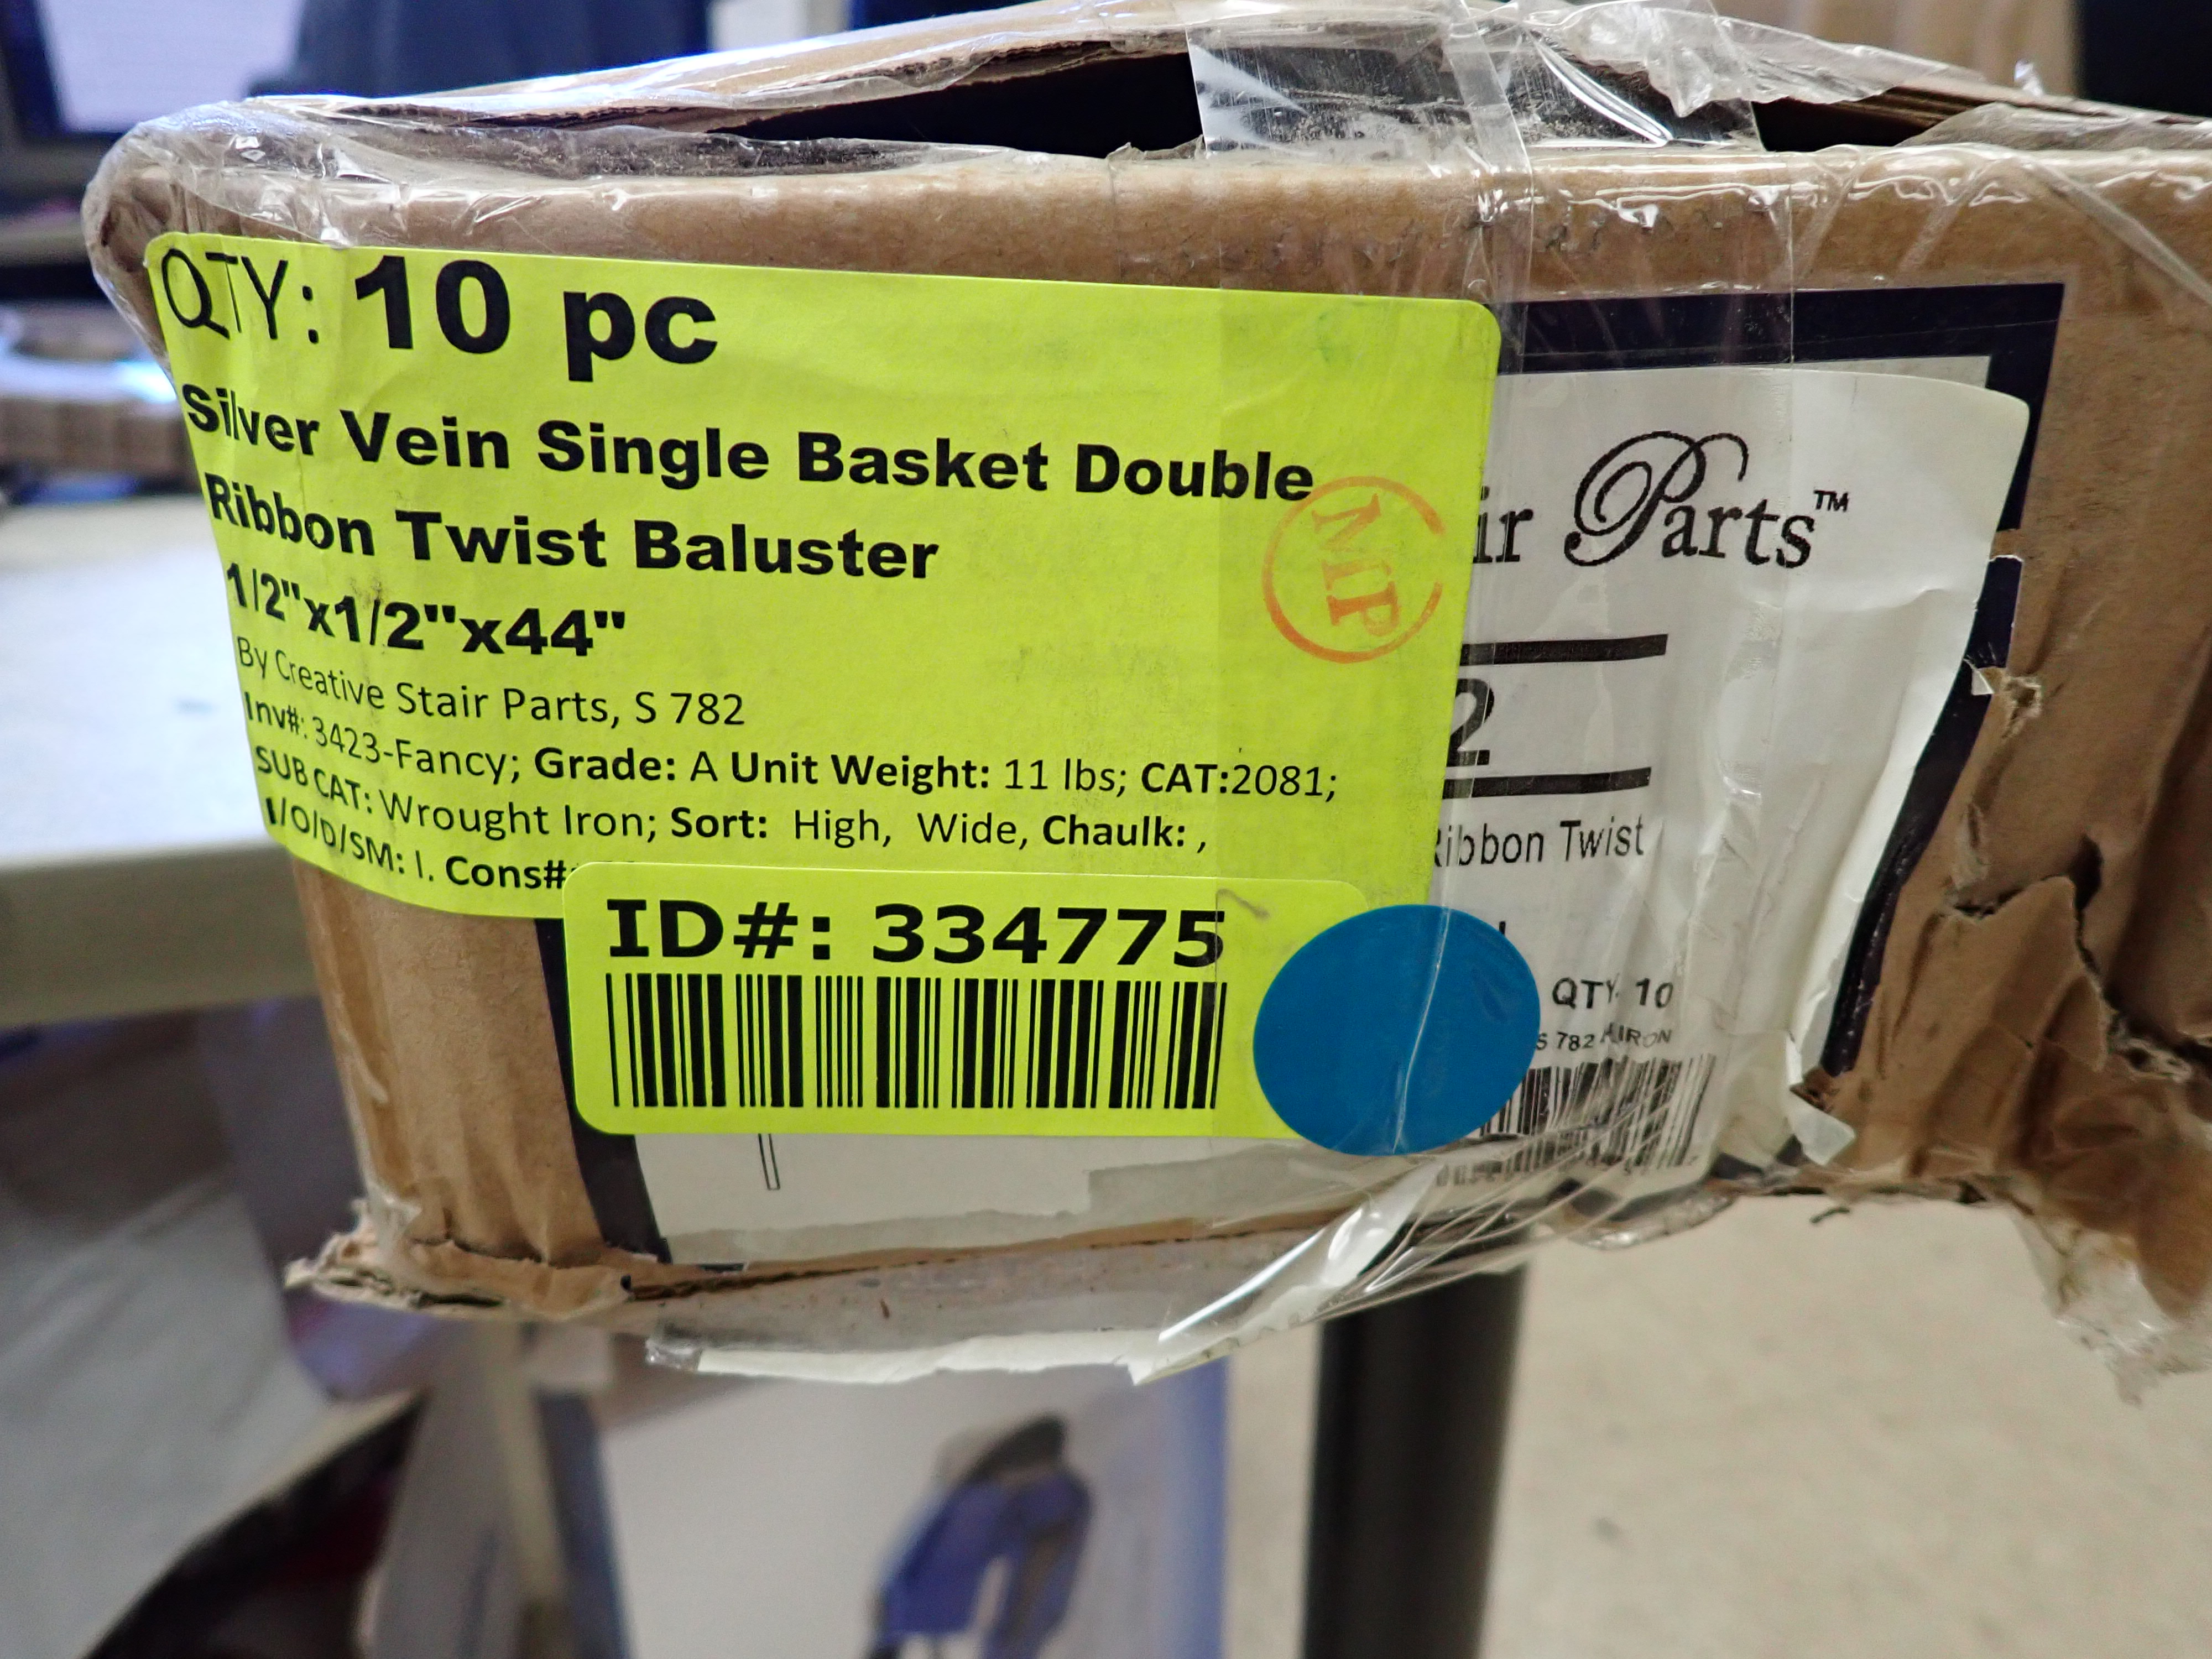 QTY: 10 pc
Silver Vein Single Basket Double
Ribbon Twist Baluster
1/2"x1/2"x44"
By Creative Stair Parts, S 782
Inv#: 3423-Fancy; Grade: A Unit Weight: 11 lbs; CAT:2081;
SUB CAT: Wrought Iron; Sort: High, Wide, Chaulk: ,
I/O/D/SM: I. Cons#:
MP
ID#: 334775
ir Parts™
2
Ribbon Twist
QTY: 10
S 782 IRON